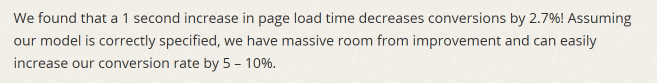 We found that a 1 second increase in page load time decreases conversions by 2.7%! Assuming
our model is correctly specified, we have massive room from improvement and can easily
increase our conversion rate by 5 – 10%.